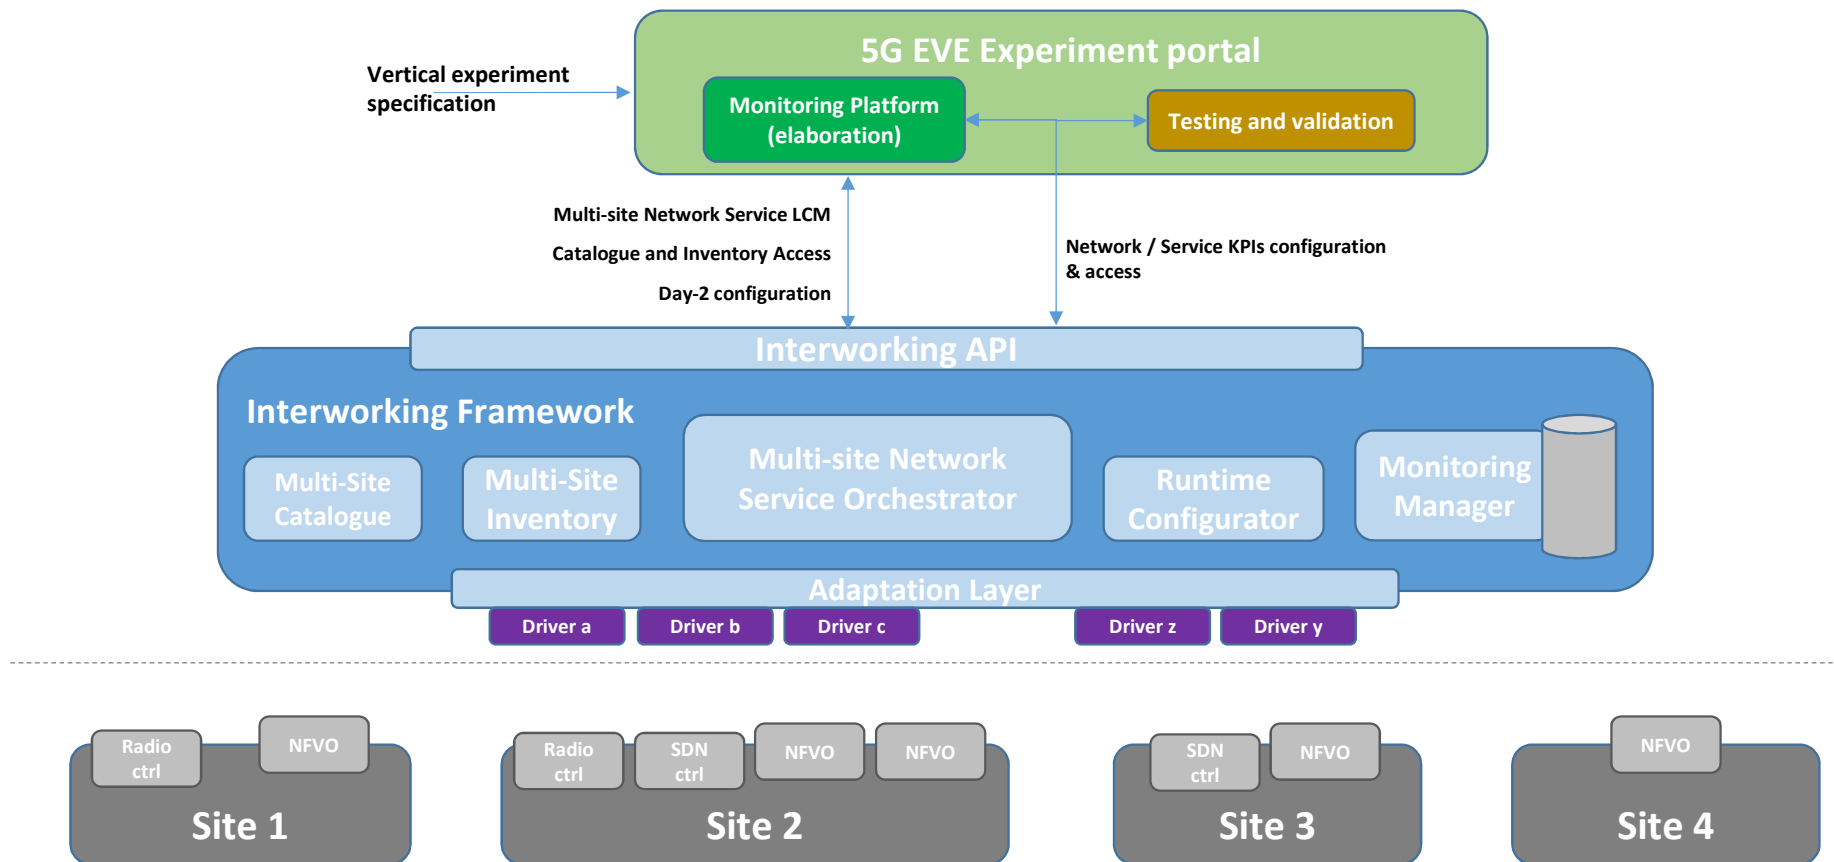 5G EVE Experiment portal
Vertical experiment
specification
Monitoring Platform
(elaboration)
Testing and validation
Multi-site Network Service LCM
Catalogue and Inventory Access
Day-2 configuration
Network / Service KPIs configuration
& access
Interworking API
Interworking Framework
Multi-Site
Catalogue
Multi-Site
Inventory
Multi-site Network
Service Orchestrator
Runtime
Configurator
Monitoring
Manager
Adaptation Layer
Driver a
Driver b
Driver c
Driver z
Driver y
Radio
ctrl
NFVO
Site 1
Radio
ctrl
SDN
ctrl
NFVO
NFVO
Site 2
SDN
ctrl
NFVO
Site 3
NFVO
Site 4